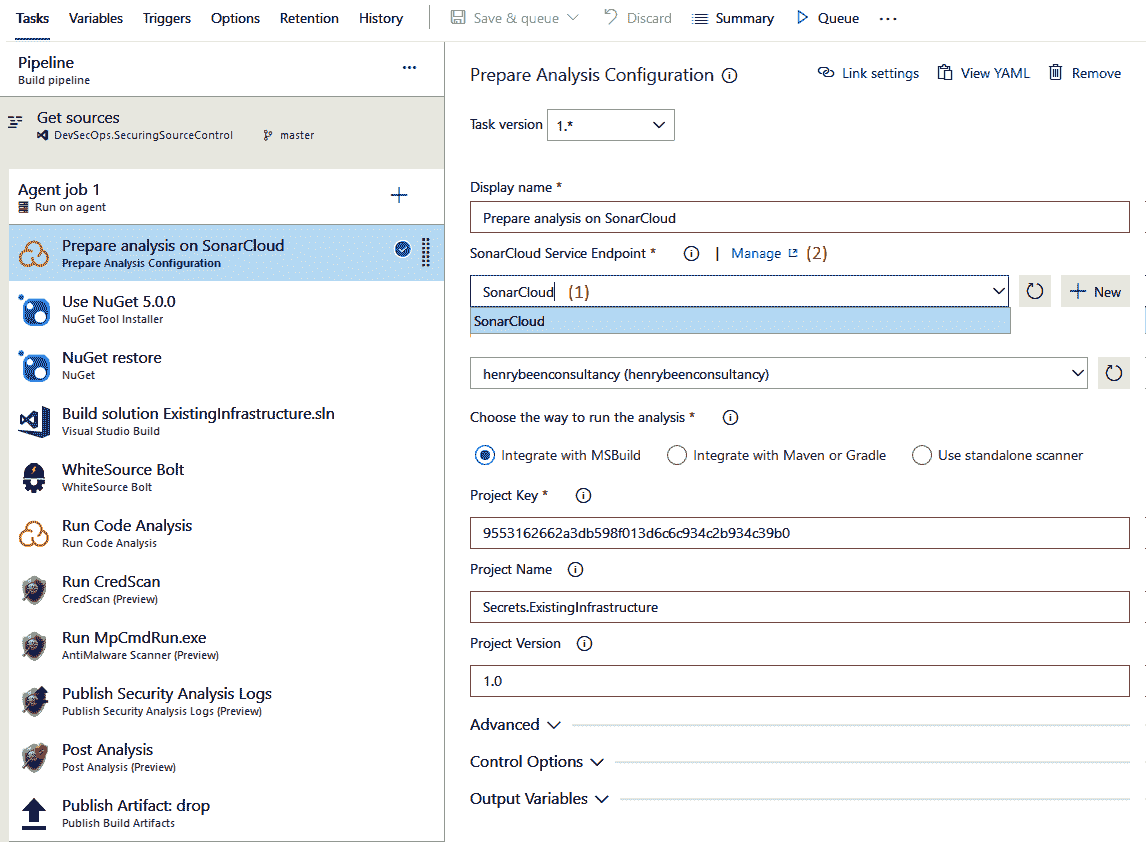 Tasks Variables Triggers Options Retention History Save & queue Discard Summary Queue ...
Pipeline ...
Build pipeline
Get sources
DevSecOps.SecuringSourceControl master
Agent job 1
Run on agent
Prepare analysis on SonarCloud
Prepare Analysis Configuration
Use NuGet 5.0.0
NuGet Tool Installer
NuGet restore
NuGet
Build solution ExistingInfrastructure.sln
Visual Studio Build
WhiteSource Bolt
WhiteSource Bolt
Run Code Analysis
Run Code Analysis
Run CredScan
CredScan (Preview)
Run MpCmdRun.exe
AntiMalware Scanner (Preview)
Publish Security Analysis Logs
Publish Security Analysis Logs (Preview)
Post Analysis
Post Analysis (Preview)
Publish Artifact: drop
Publish Build Artifacts
Prepare Analysis Configuration Link settings View YAML Remove
Task version 1.*
Display name *
Prepare analysis on SonarCloud
SonarCloud Service Endpoint * | Manage (2)
SonarCloud (1) New
SonarCloud
henrybeenconsultancy (henrybeenconsultancy)
Choose the way to run the analysis *
Integrate with MSBuild Integrate with Maven or Gradle Use standalone scanner
Project Key *
9553162662a3db598f013d6c6c934c2b934c39b0
Project Name
Secrets.ExistingInfrastructure
Project Version
1.0
Advanced
Control Options
Output Variables